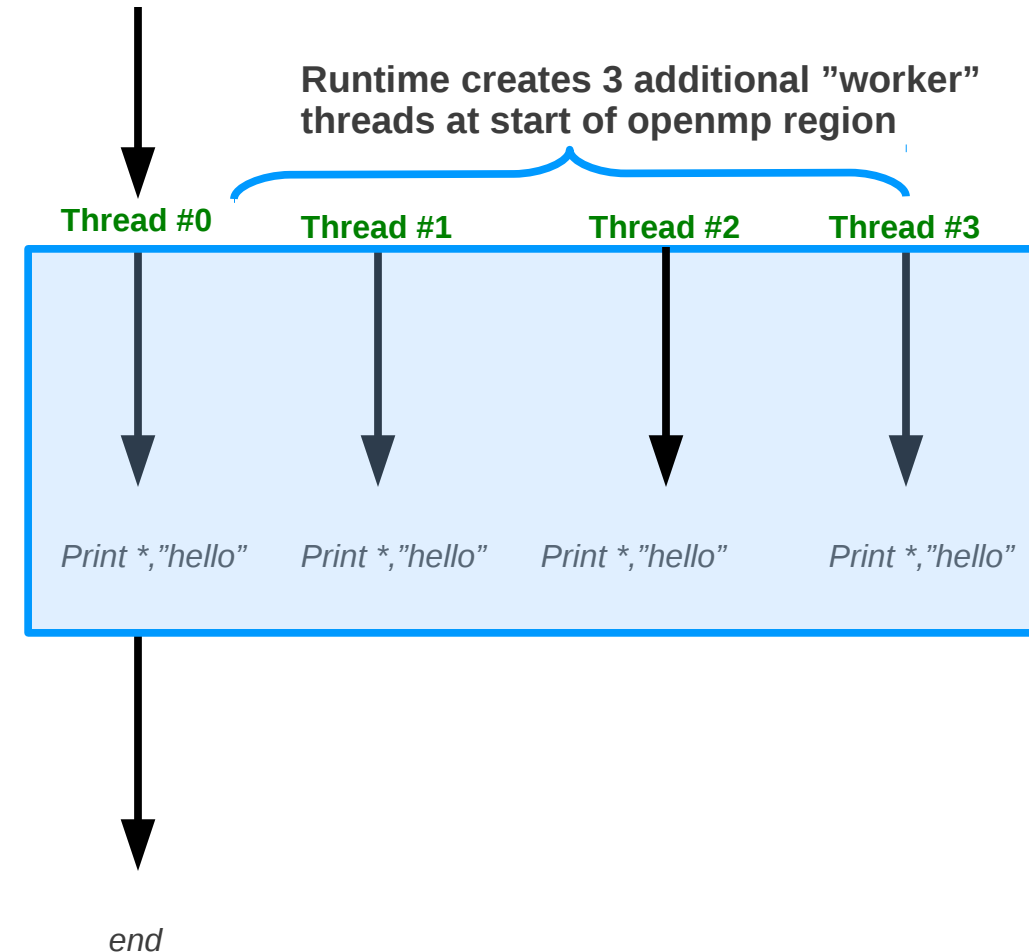 Runtime creates 3 additional ”worker”
threads at start of openmp region
Thread #0
Thread #1
Thread #2
Thread #3
Print *,”hello”
Print *,”hello”
Print *,”hello”
Print *,”hello”
end